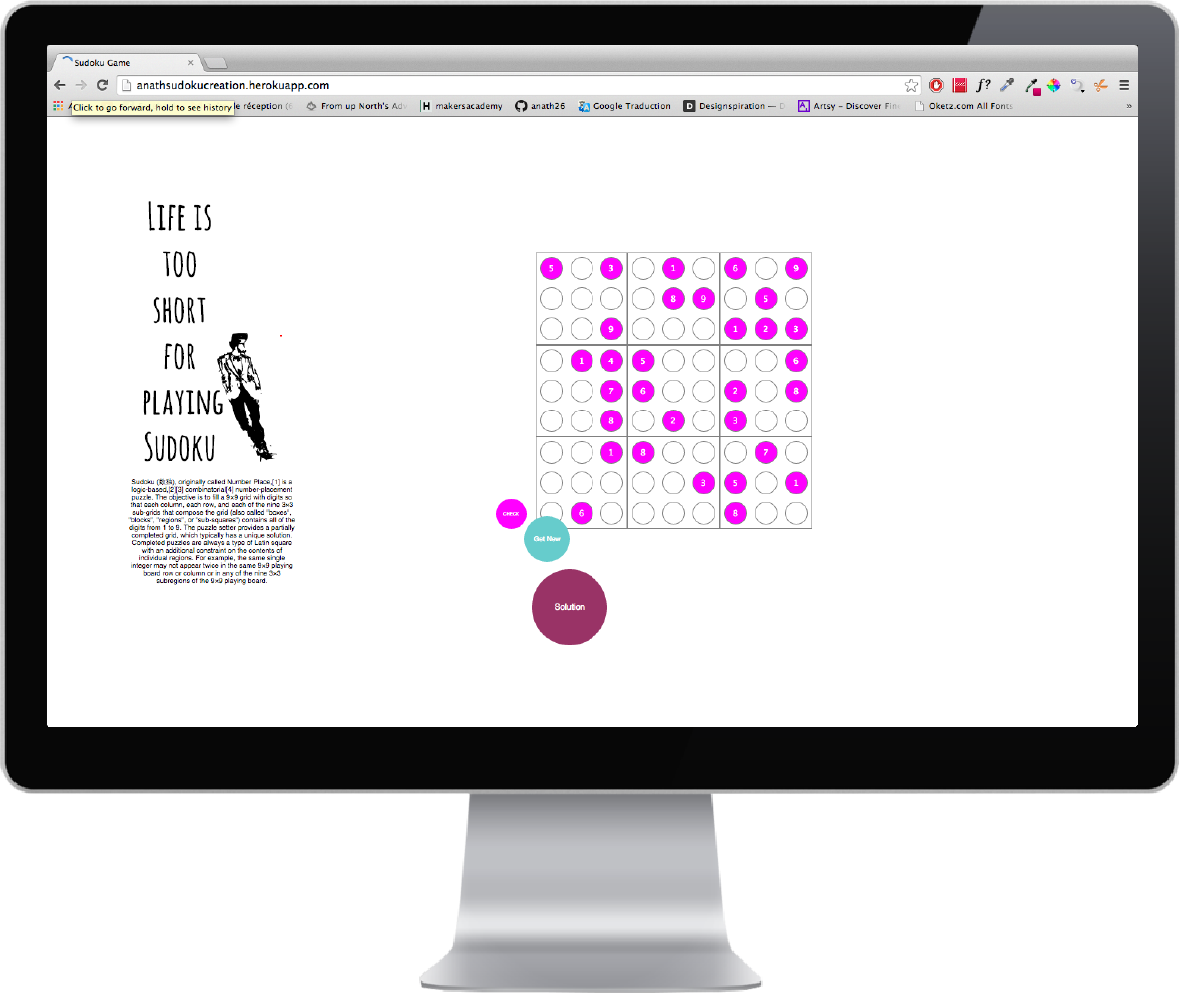 Sudoku Game
anathsudokucreation.herokuapp.com
f?
Click to go forward, hold to see history
le réception (6
From up North's Adv
makersacademy
anath26
Google Traduction
Designspiration —
Artsy - Discover Fine
Oketz.com All Fonts
»
Life is
too
short
for
playing
Sudoku
Sudoku (数独), originally called Number Place,[1] is a
logic-based,[2][3] combinatorial[4] number-placement
puzzle. The objective is to fill a 9×9 grid with digits so
that each column, each row, and each of the nine 3×3
sub-grids that compose the grid (also called "boxes",
"blocks", "regions", or "sub-squares") contains all of the
digits from 1 to 9. The puzzle setter provides a partially
completed grid, which typically has a unique solution.
Completed puzzles are always a type of Latin square
with an additional constraint on the contents of
individual regions. For example, the same single
integer may not appear twice in the same 9×9 playing
board row or column or in any of the nine 3×3
subregions of the 9×9 playing board.
5 3 1 6 9
8 9 5
9 1 2 3
1 4 5 6
7 6 2 8
8 2 3
1 8 7
3 5 1
6 8
CHECK
Get New
Solution